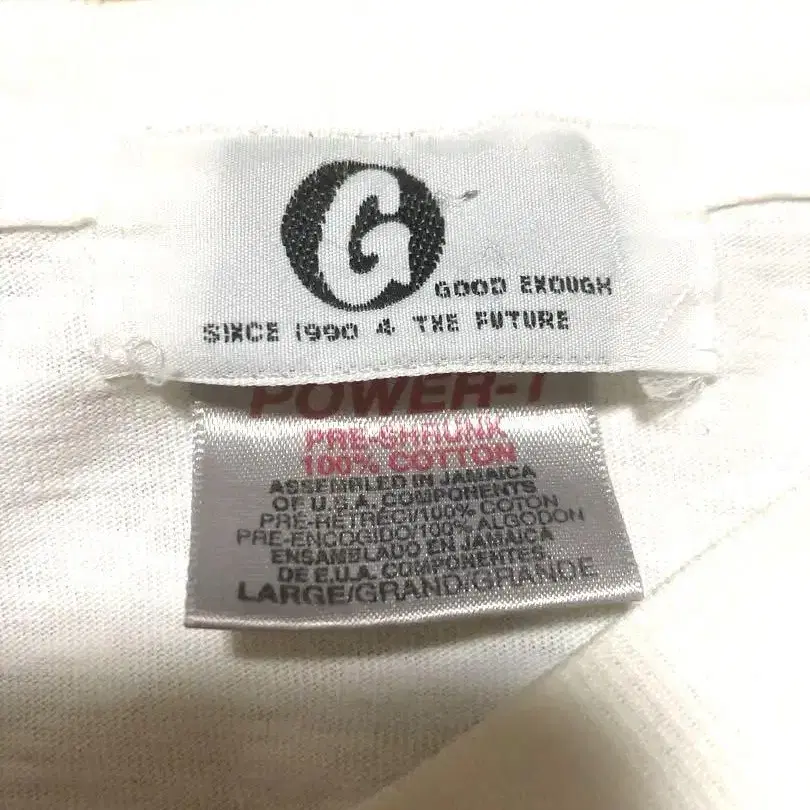 G
GOOD ENOUGH
SINCE 1990 4 THE FUTURE
POWER-T
PRE-SHRUNK
100% COTTON
ASSEMBLED IN JAMAICA
OF U.S.A. COMPONENTS
PRE-RETRECI/100% COTON
PRE-ENCOGIDO/100% ALGODON
ENSAMBLADO EN JAMAICA
DE E.U.A. COMPONENTES
LARGE/GRAND/GRANDE